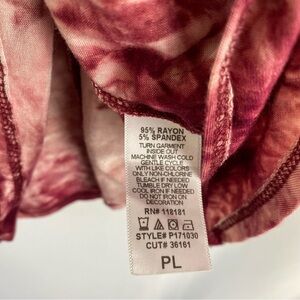 95% RAYON
5% SPANDEX
TURN GARMENT
INSIDE OUT
MACHINE WASH COLD
GENTLE CYCLE
WITH LIKE COLORS
ONLY NON-CHLORINE
BLEACH IF NEEDED
TUMBLE DRY LOW
COOL IRON IF NEEDED
DO NOT IRON ON
DECORATION
RN# 118181
STYLE# P171030
CUT# 36161
PL